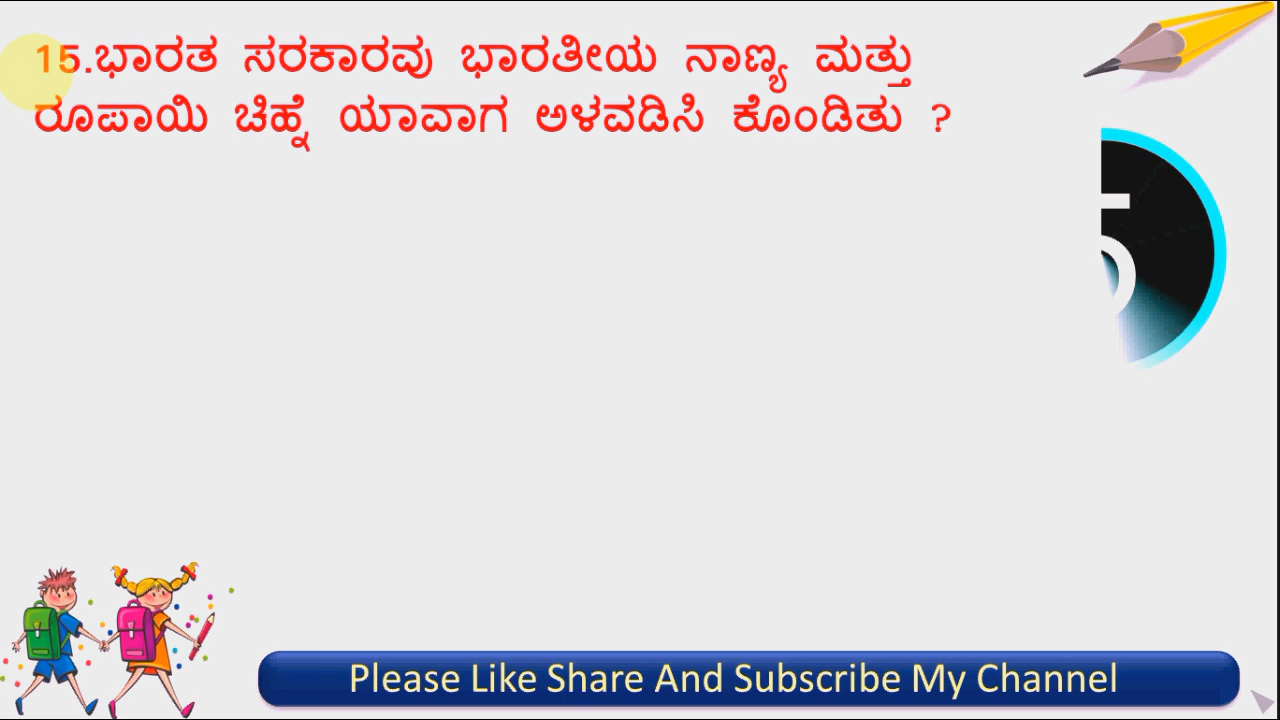 15.ಭಾರತ ಸರಕಾರವು ಭಾರತೀಯ ನಾಣ್ಯ ಮತ್ತು
ರೂಪಾಯಿ ಚಿಹ್ನೆ ಯಾವಾಗ ಅಳವಡಿಸಿ ಕೊಂಡಿತು ?
Please Like Share And Subscribe My Channel